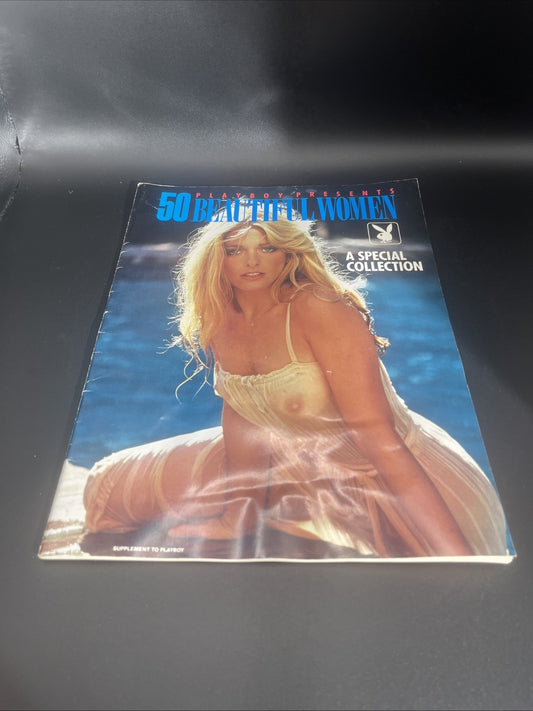 PLAYBOY PRESENTS
50 BEAUTIFUL WOMEN
A SPECIAL
COLLECTION
SUPPLEMENT TO PLAYBOY